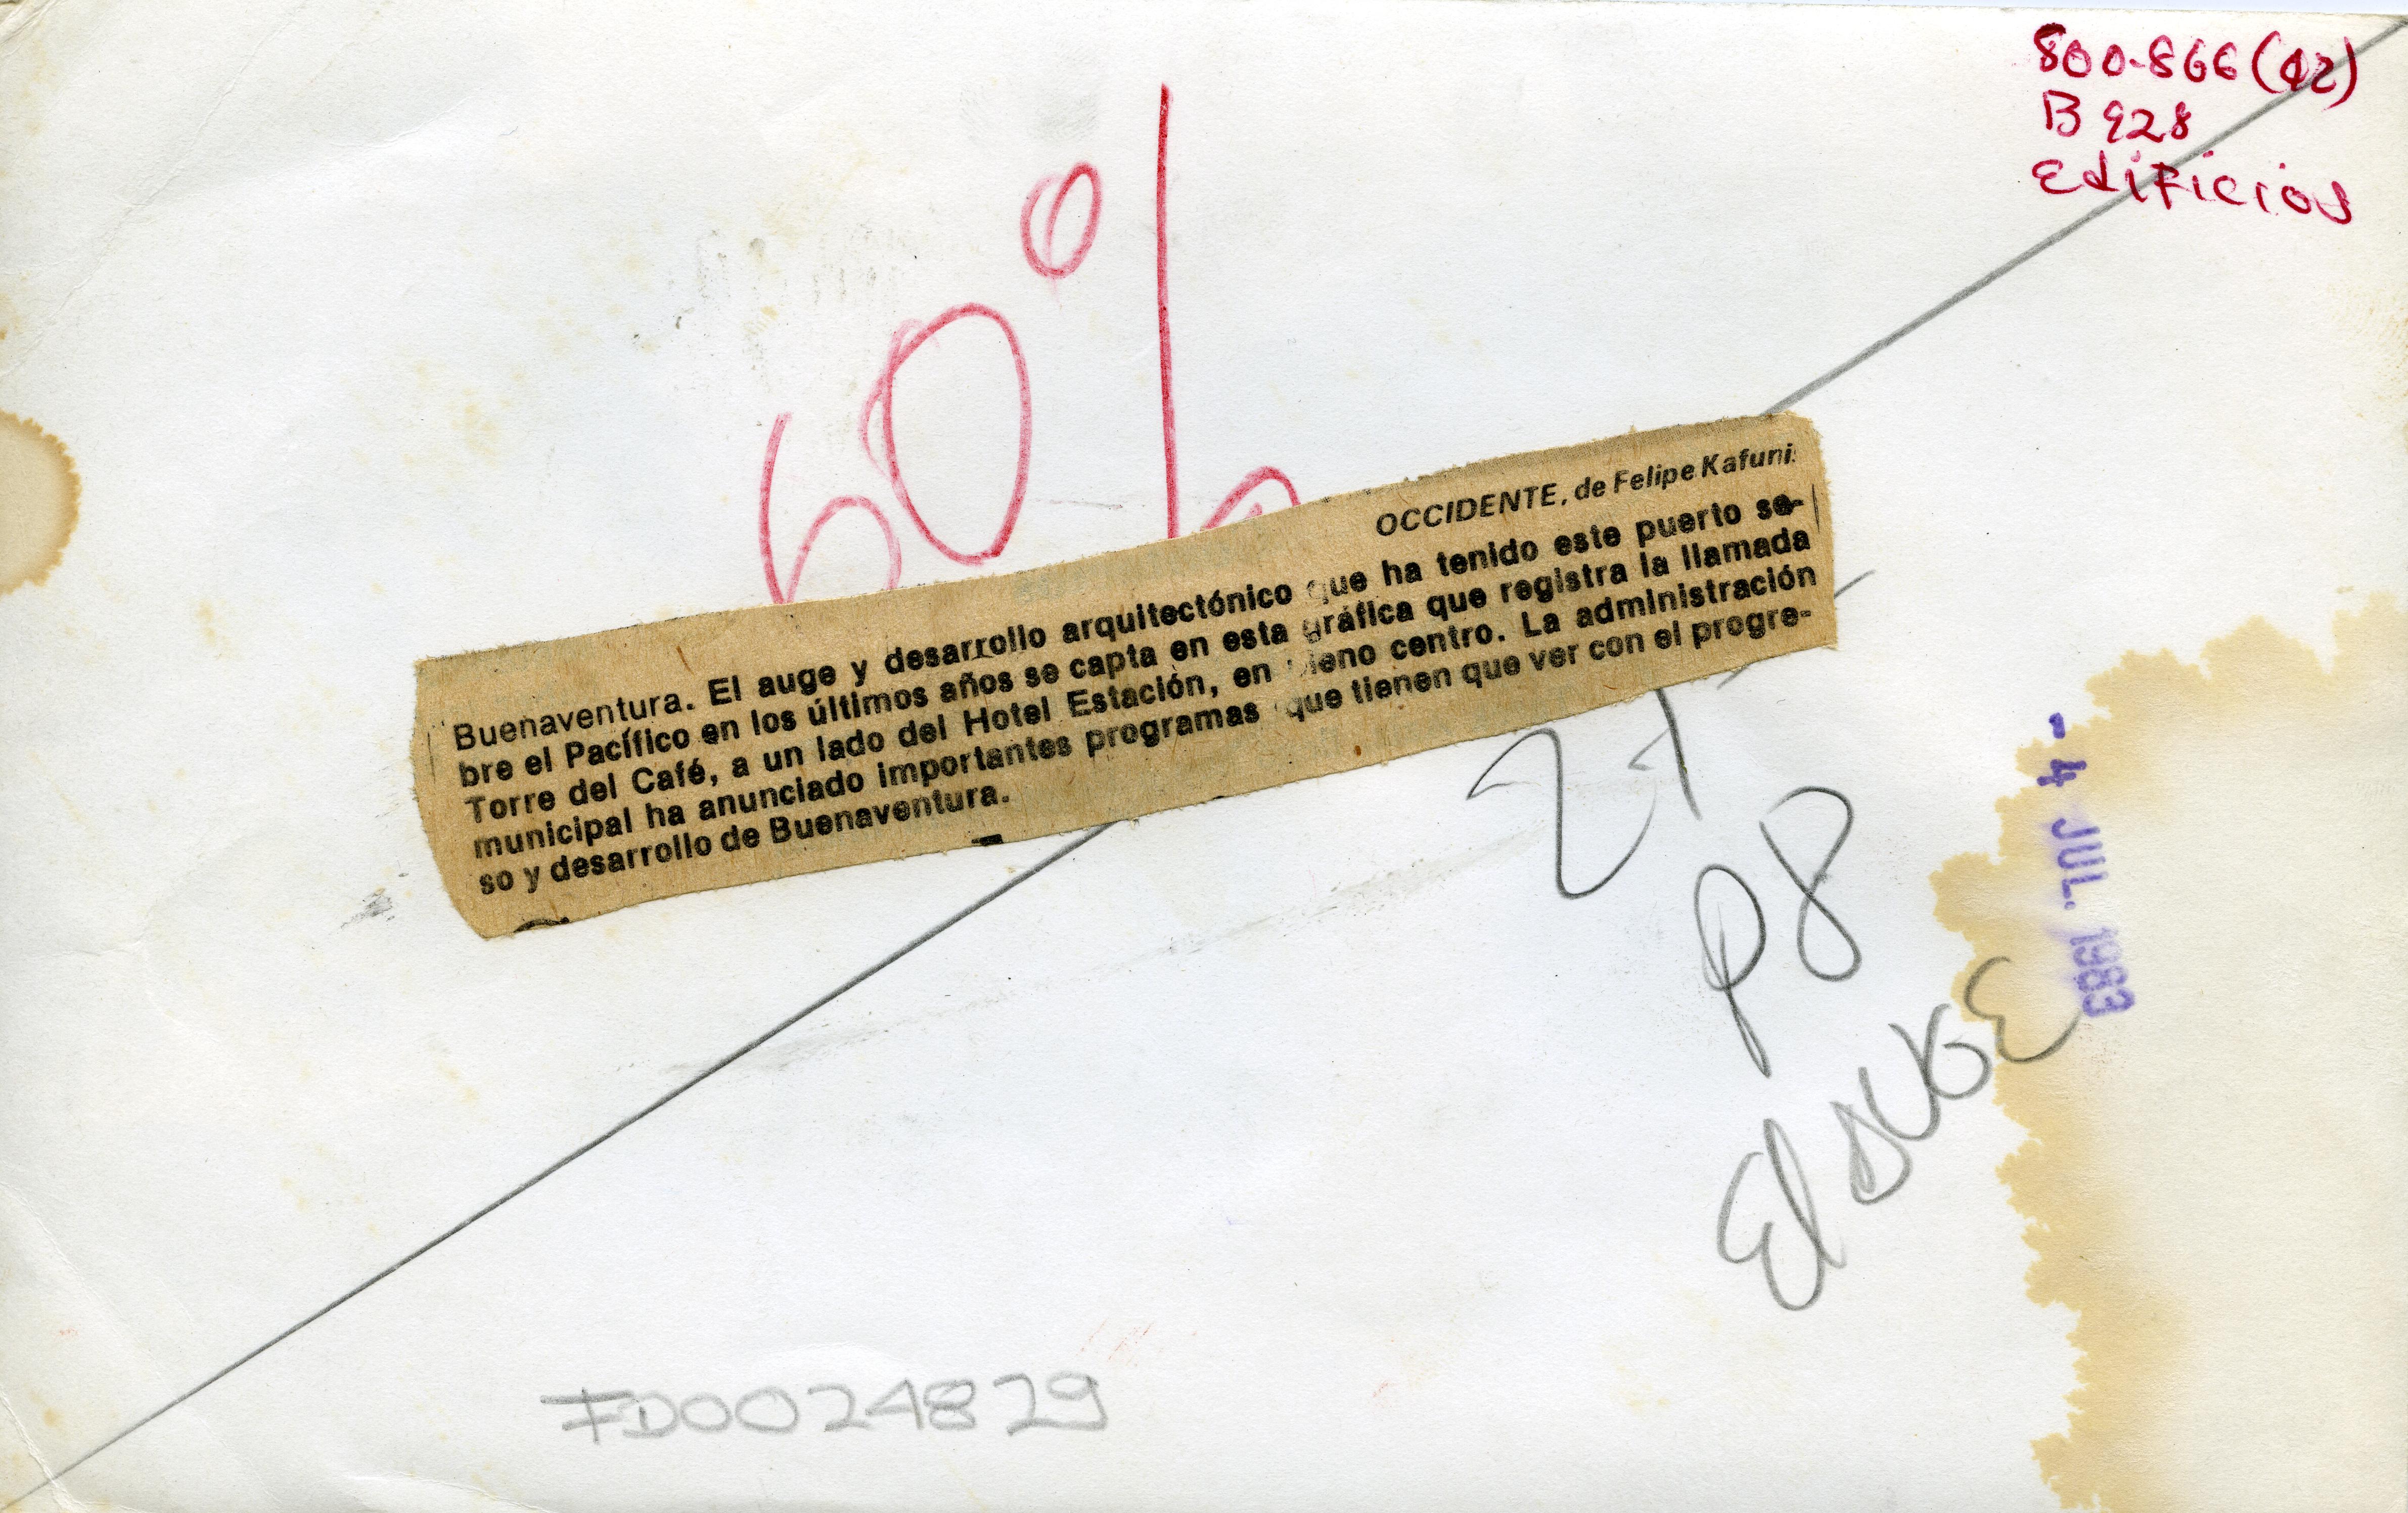 800-866(42)
B 928
Edificios
60%
OCCIDENTE, de Felipe Kafuni
Buenaventura. El auge y desarrollo arquitectónico que ha tenido este puerto so-
bre el Pacífico en los últimos años se capta en esta gráfica que registra la llamada
Torre del Café, a un lado del Hotel Estación, en pleno centro. La administración
municipal ha anunciado importantes programas que tienen que ver con el progre-
so y desarrollo de Buenaventura.
- 4 JUL. 1983
P8
El AUGE
FD0024829